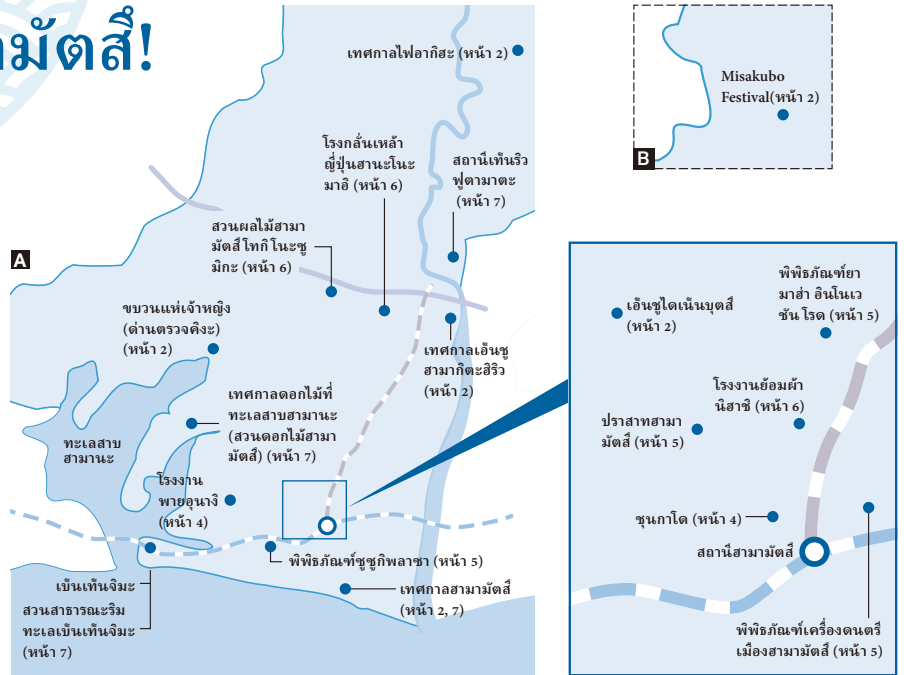 ามัตสึ!
เทศกาลไฟอากิฮะ (หน้า 2)
โรงกลั่นเหล้า
ญี่ปุ่นฮานะโนะ
มาฮิ (หน้า 6)
สถานีเท็นริว
ฟูตามาตะ
(หน้า 7)
สวนผลไม้ฮามา
มัตสึ โทกิ โนะซู
มิกะ (หน้า 6)
A
ขบวนแห่เจ้าหญิง
(ด่านตรวจคิงะ)
(หน้า 2)
เทศกาลเอ็นชู
ฮามากิตะฮิริว
(หน้า 2)
เทศกาลดอกไม้ที่
ทะเลสาบฮามานะ
(สวนดอกไม้ฮามา
มัตสึ) (หน้า 7)
ทะเลสาบ
ฮามานะ
โรงงาน
พายอุนางิ
(หน้า 4)
พิพิธภัณฑ์ซูซูกิพลาซา (หน้า 5)
เบ็นเท็นจิมะ
เทศกาลฮามามัตสึ
(หน้า 2, 7)
สวนสาธารณะริม
ทะเลเบ็นเท็นจิมะ
(หน้า 7)
Misakubo
Festival(หน้า 2)
B
พิพิธภัณฑ์ยา
มาฮ่า อินโนเว
ชัน โรด (หน้า 5)
เอ็นชูไดเน็นบุตสึ
(หน้า 2)
โรงงานย้อมผ้า
นิฮาชิ (หน้า 6)
ปราสาทฮามา
มัตสึ (หน้า 5)
ชุนกาโด (หน้า 4)
สถานีฮามามัตสึ
พิพิธภัณฑ์เครื่องดนตรี
เมืองฮามามัตสึ (หน้า 5)